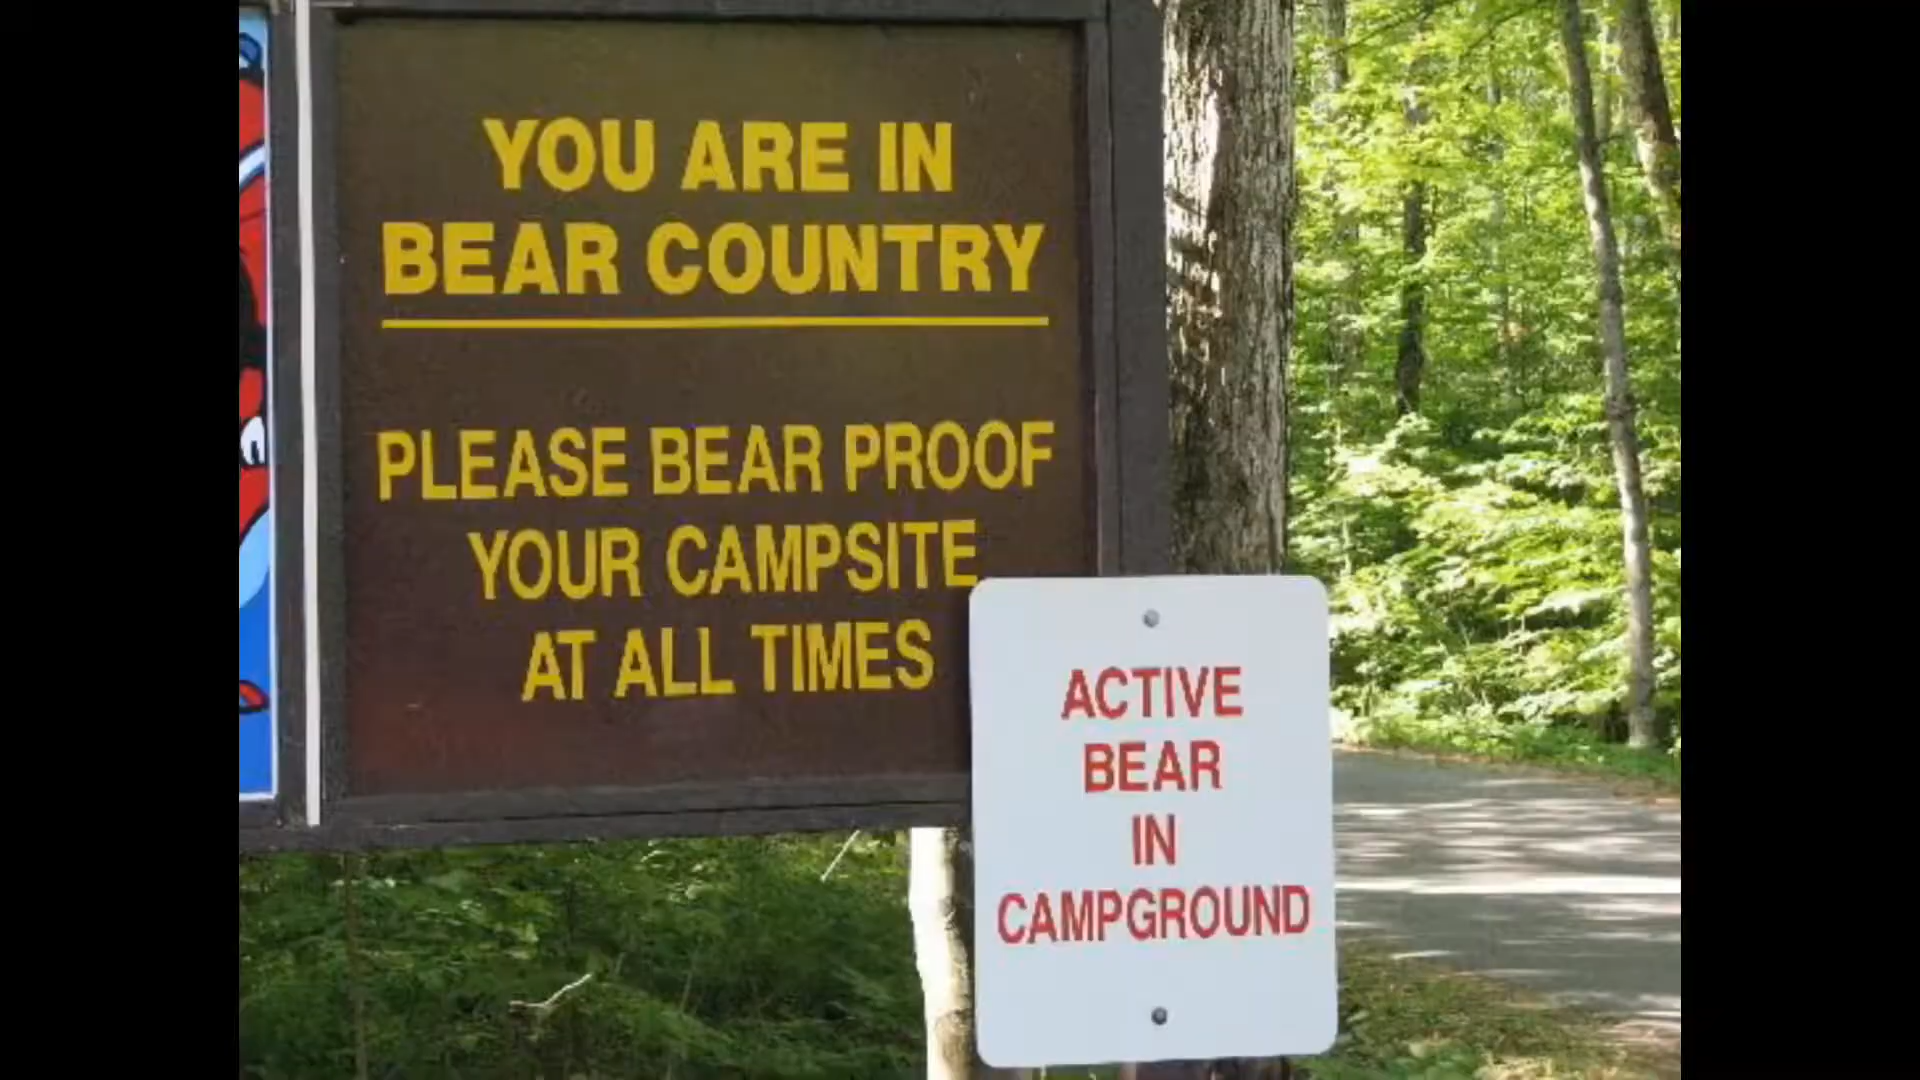 YOU ARE IN
BEAR COUNTRY
PLEASE BEAR PROOF
YOUR CAMPSITE
AT ALL TIMES
ACTIVE
BEAR
IN
CAMPGROUND